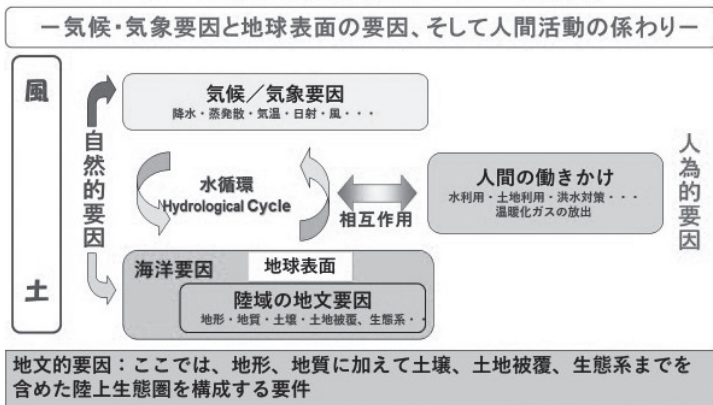 －気候・気象要因と地球表面の要因、そして人間活動の係わり－
風
土
自然的要因
気候／気象要因
降水・蒸発散・気温・日射・風・・・
水循環
Hydrological Cycle
相互作用
人間の働きかけ
水利用・土地利用・洪水対策・・・
温暖化ガスの放出
人為的要因
海洋要因
地球表面
陸域の地文要因
地形・地質・土壌・土地被覆、生態系・・
地文的要因：ここでは、地形、地質に加えて土壌、土地被覆、生態系までを
含めた陸上生態圏を構成する要件